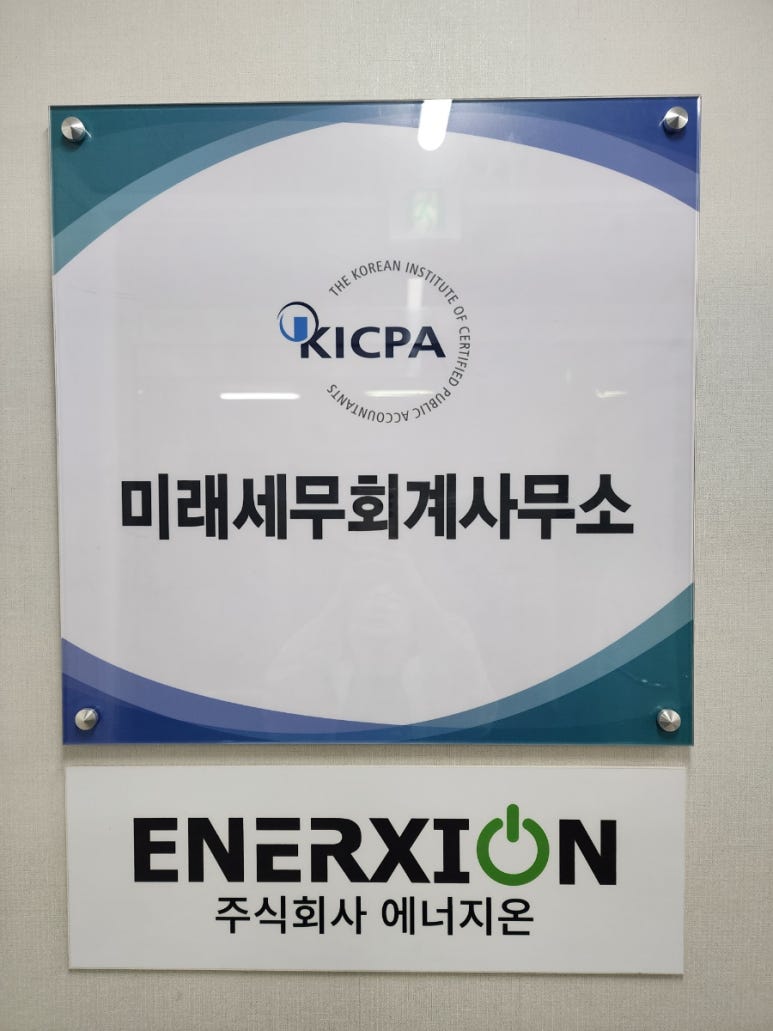 THE KOREAN INSTITUTE OF CERTIFIED PUBLIC ACCOUNTANTS
KICPA
미래세무회계사무소
ENERXION
주식회사 에너지온